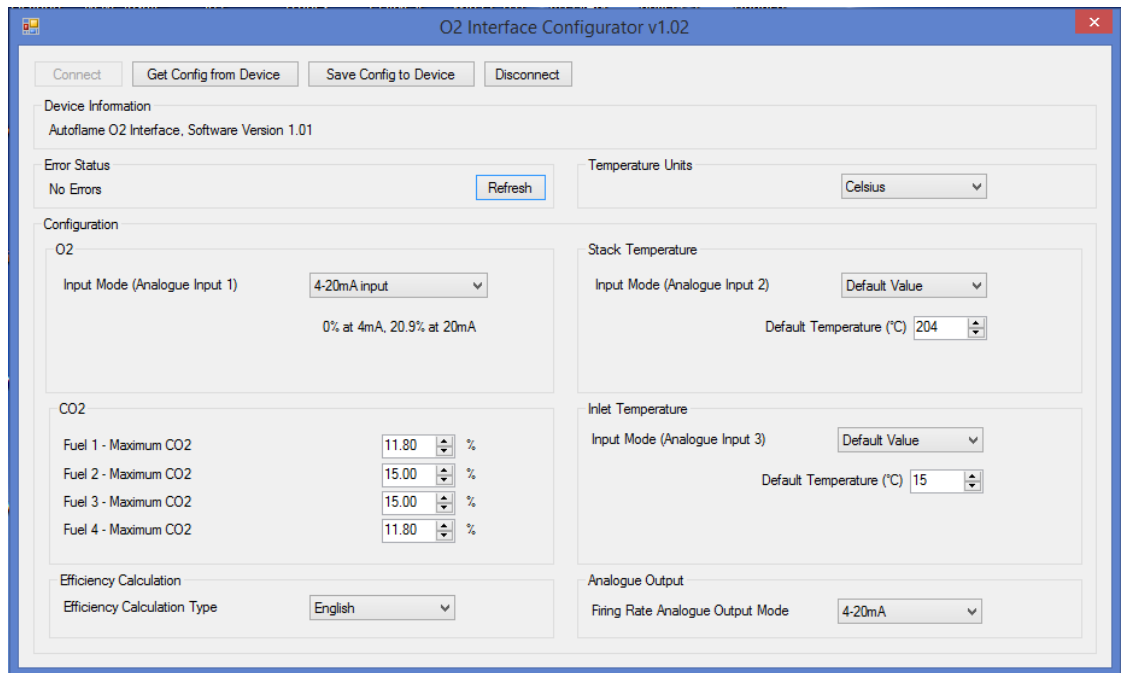 O2 Interface Configurator v1.02
Connect
Get Config from Device
Save Config to Device
Disconnect
Device Information
Autoflame O2 Interface, Software Version 1.01
Error Status
No Errors
Refresh
Temperature Units
Celsius
Configuration
O2
Input Mode (Analogue Input 1)
4-20mA input
0% at 4mA, 20.9% at 20mA
Stack Temperature
Input Mode (Analogue Input 2)
Default Value
Default Temperature (°C) 204
CO2
Fuel 1 - Maximum CO2 11.80 %
Fuel 2 - Maximum CO2 15.00 %
Fuel 3 - Maximum CO2 15.00 %
Fuel 4 - Maximum CO2 11.80 %
Inlet Temperature
Input Mode (Analogue Input 3)
Default Value
Default Temperature (°C) 15
Efficiency Calculation
Efficiency Calculation Type
English
Analogue Output
Firing Rate Analogue Output Mode
4-20mA